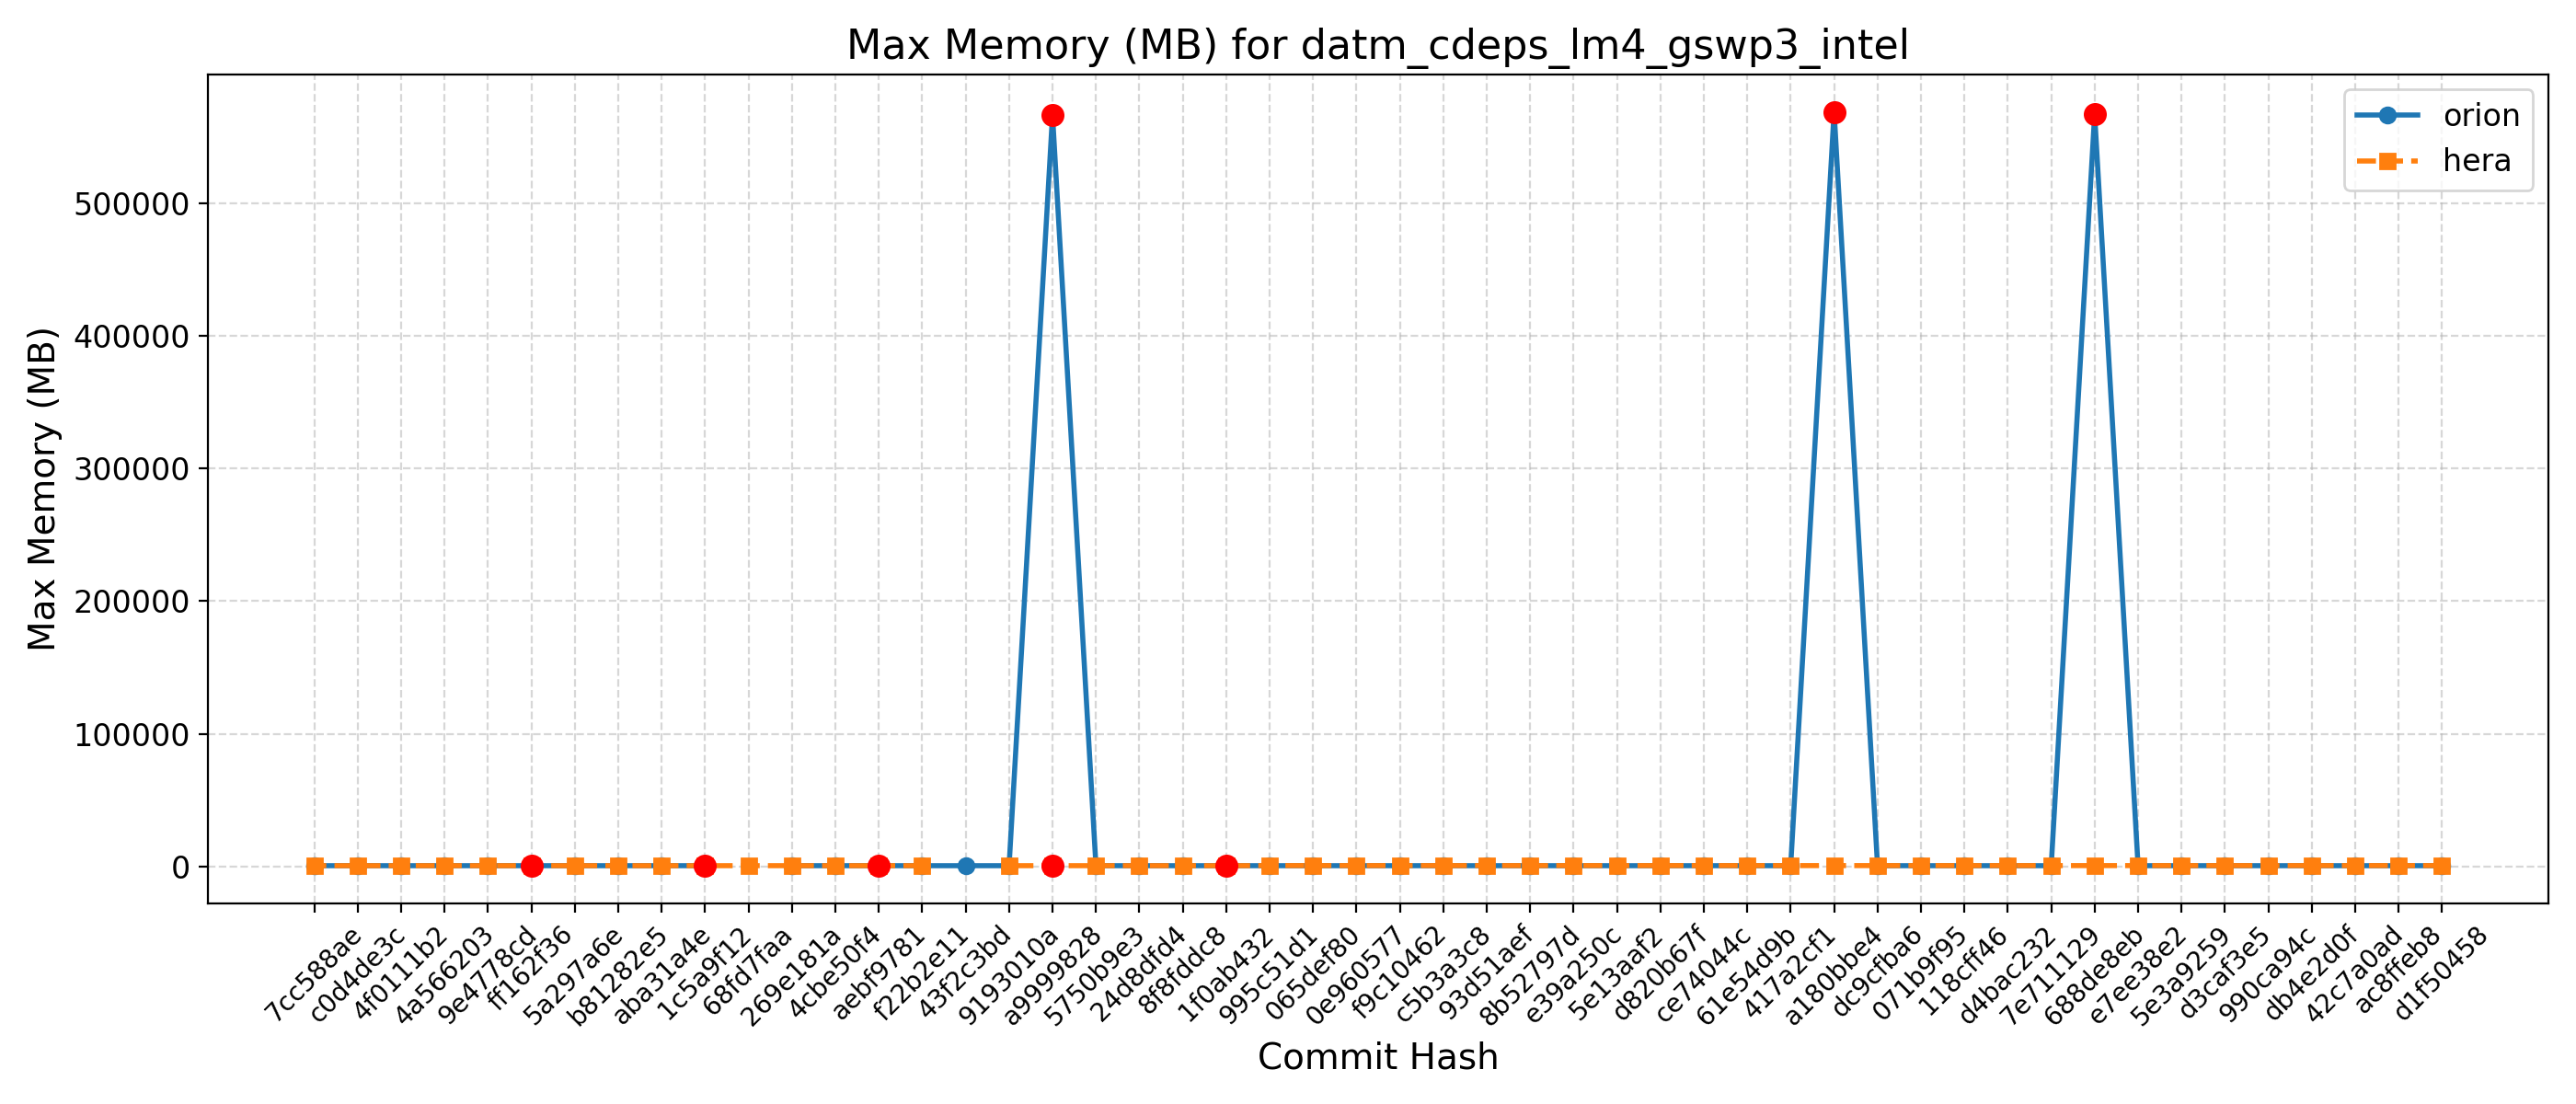 Max Memory (MB) for datm_cdeps_lm4_gswp3_intel
orion
hera
Max Memory (MB)
500000
400000
300000
200000
100000
0
7cc588ae
c0d4de3c
4f0111b2
4a566203
9e4778cd
ff162f36
5a297a6e
b81282e5
aba31a4e
1c5a9f12
68fd7faa
269e181a
4cbe50f4
aebf9781
f22b2e11
43f2c3bd
9193010a
a9999828
5750b9e3
24d8dfd4
8f8fddc8
1f0ab432
995c51d1
065def80
0e960577
f9c10462
c5b3a3c8
93d51aef
8b52797d
e39a250c
5e13aaf2
d820b67f
ce74044c
61e54d9b
417a2cf1
a180bbe4
dc9cfba6
071b9f95
118cff46
d4bac232
7e711129
688de8eb
e7ee38e2
5e3a9259
d3caf3e5
990ca94c
db4e2d0f
42c7a0ad
ac8ffeb8
d1f50458
Commit Hash